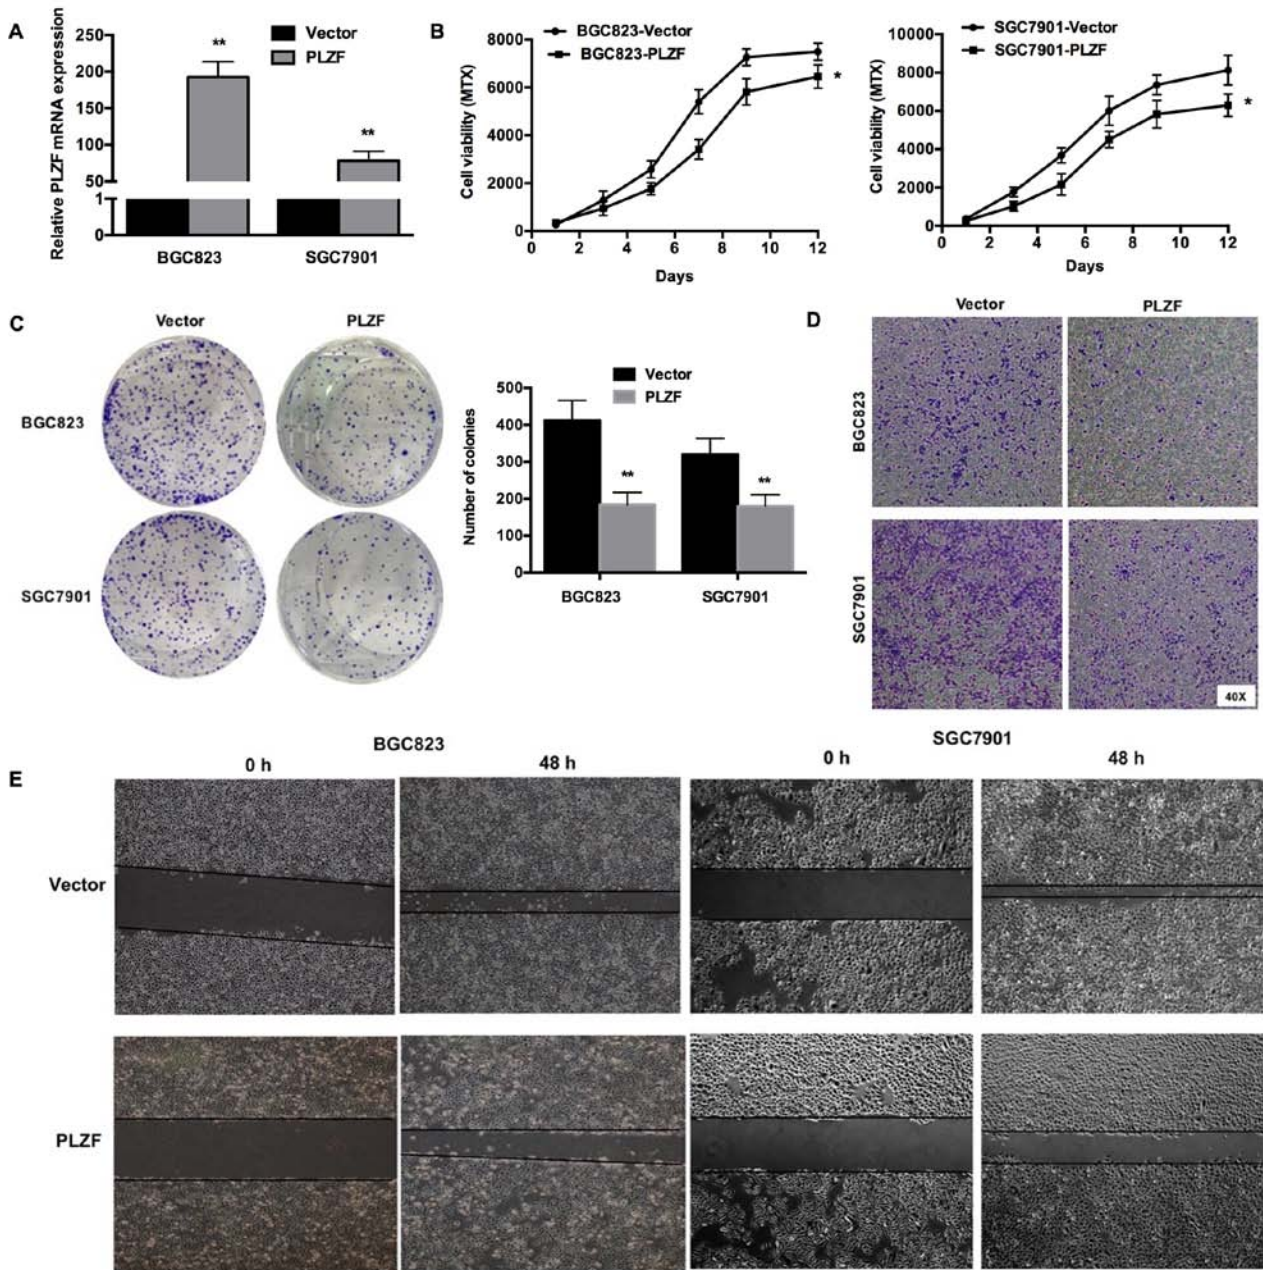 A
Relative PLZF mRNA expression
250
200
150
100
50
1
0
**
**
Vector
PLZF
BGC823
SGC7901
B
Cell viability (MTX)
8000
6000
4000
2000
0
BGC823-Vector
BGC823-PLZF
*
0 2 4 6 8 10 12
Days
Cell viability (MTX)
10000
8000
6000
4000
2000
0
SGC7901-Vector
SGC7901-PLZF
*
0 2 4 6 8 10 12
Days
C
Vector PLZF
BGC823
SGC7901
Number of colonies
500
400
300
200
100
0
Vector
PLZF
**
**
BGC823 SGC7901
D
Vector PLZF
BGC823
SGC7901
40X
E
BGC823 SGC7901
0 h 48 h 0 h 48 h
Vector
PLZF